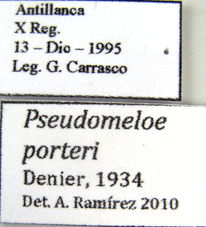 Antillanca
X Reg.
13 – Dic – 1995
Leg. G. Carrasco
Pseudomeloe
porteri
Denier, 1934
Det. A. Ramírez 2010